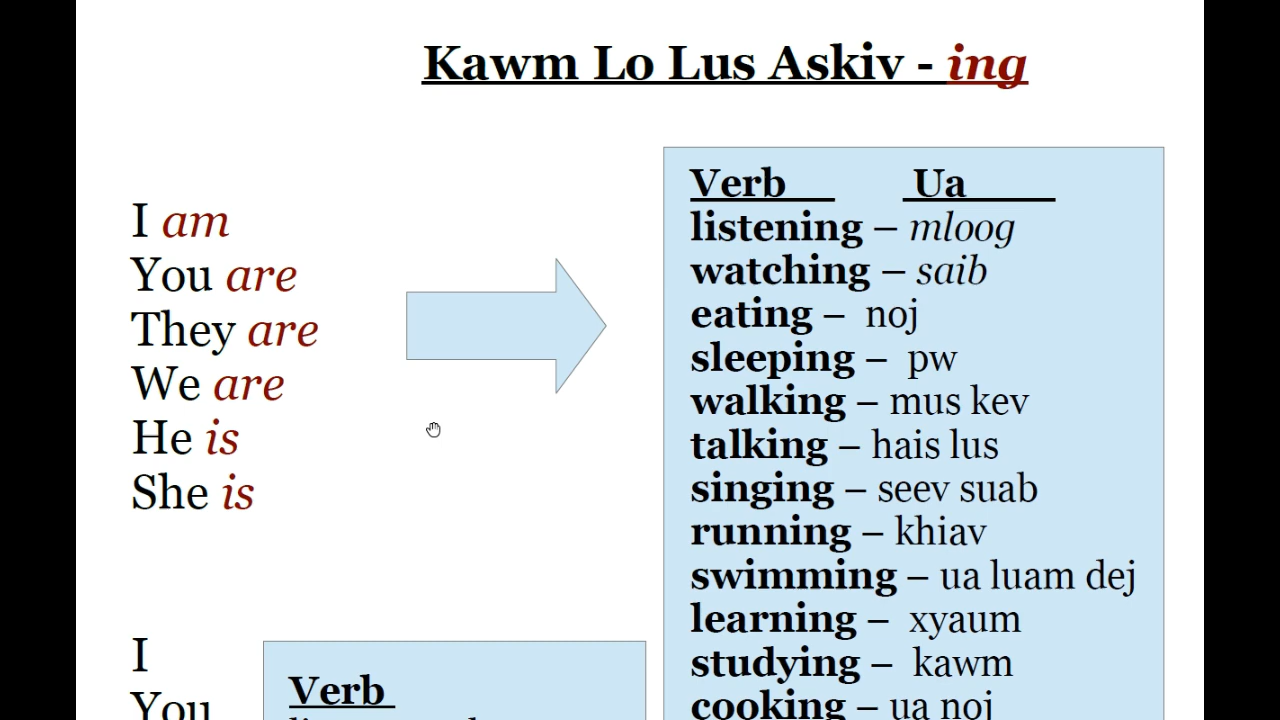 Kawm Lo Lus Askiv - ing
I am
You are
They are
We are
He is
She is
Verb Ua
listening – mloog
watching – saib
eating – noj
sleeping – pw
walking – mus kev
talking – hais lus
singing – seev suab
running – khiav
swimming – ua luam dej
learning – xyaum
studying – kawm
cooking – ua noj
I
You
Verb